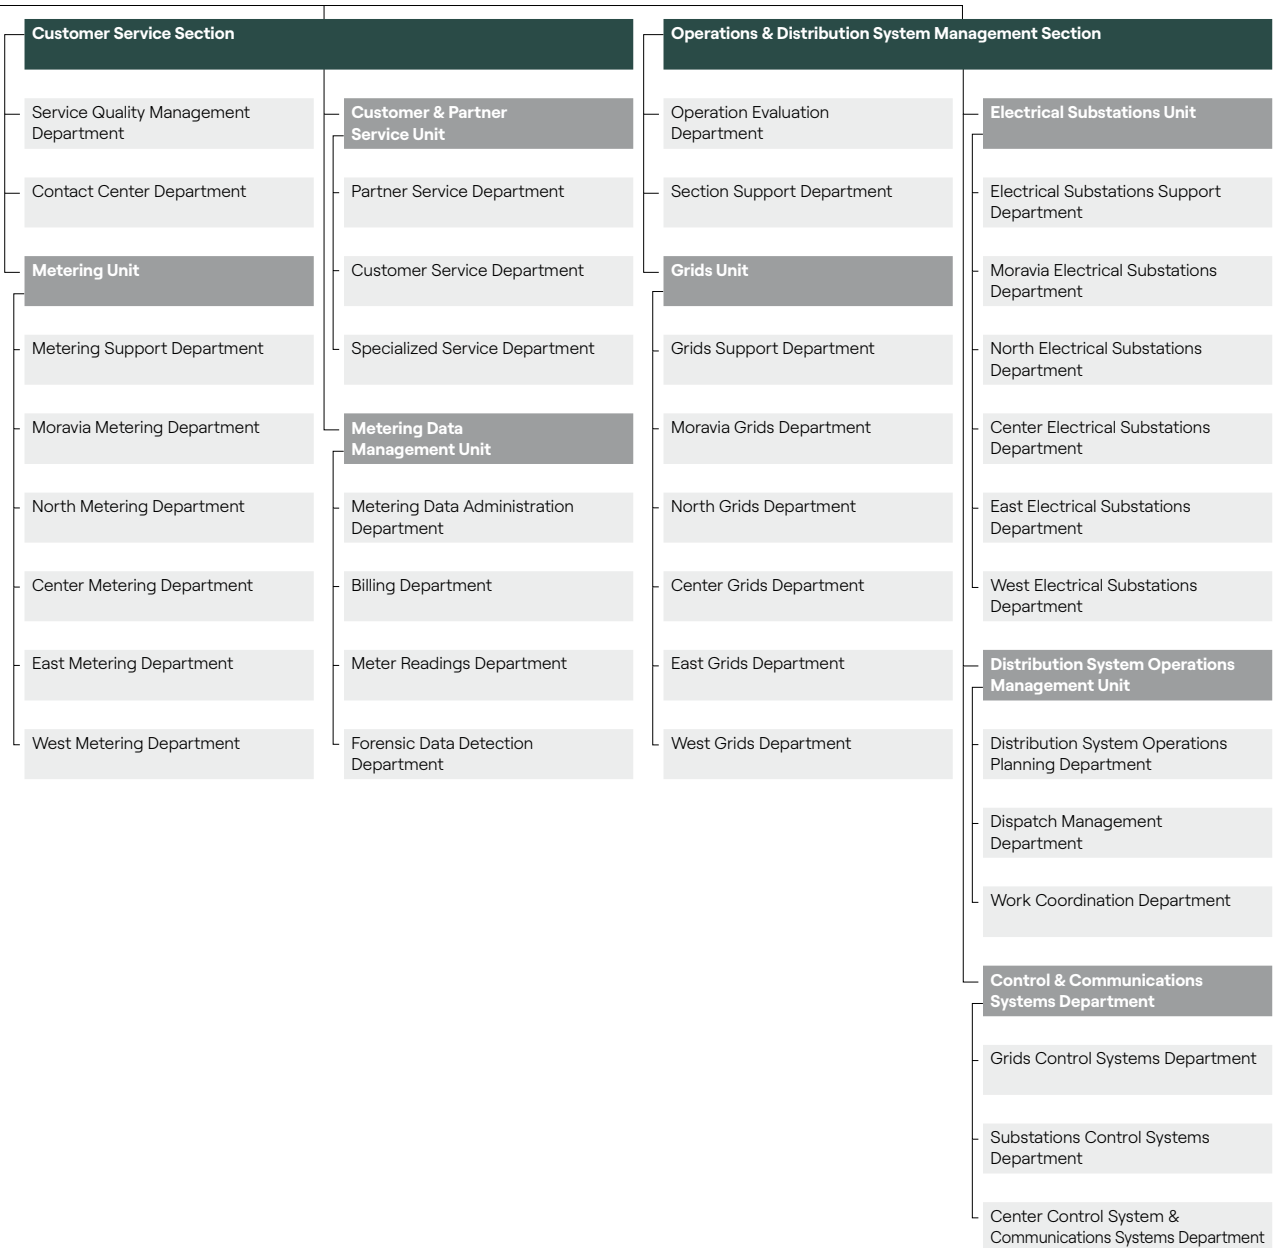 Customer Service Section
Service Quality Management
Department
Contact Center Department
Metering Unit
Metering Support Department
Moravia Metering Department
North Metering Department
Center Metering Department
East Metering Department
West Metering Department
Customer & Partner
Service Unit
Partner Service Department
Customer Service Department
Specialized Service Department
Metering Data
Management Unit
Metering Data Administration
Department
Billing Department
Meter Readings Department
Forensic Data Detection
Department
Operations & Distribution System Management Section
Operation Evaluation
Department
Section Support Department
Grids Unit
Grids Support Department
Moravia Grids Department
North Grids Department
Center Grids Department
East Grids Department
West Grids Department
Electrical Substations Unit
Electrical Substations Support
Department
Moravia Electrical Substations
Department
North Electrical Substations
Department
Center Electrical Substations
Department
East Electrical Substations
Department
West Electrical Substations
Department
Distribution System Operations
Management Unit
Distribution System Operations
Planning Department
Dispatch Management
Department
Work Coordination Department
Control & Communications
Systems Department
Grids Control Systems Department
Substations Control Systems
Department
Center Control System &
Communications Systems Department